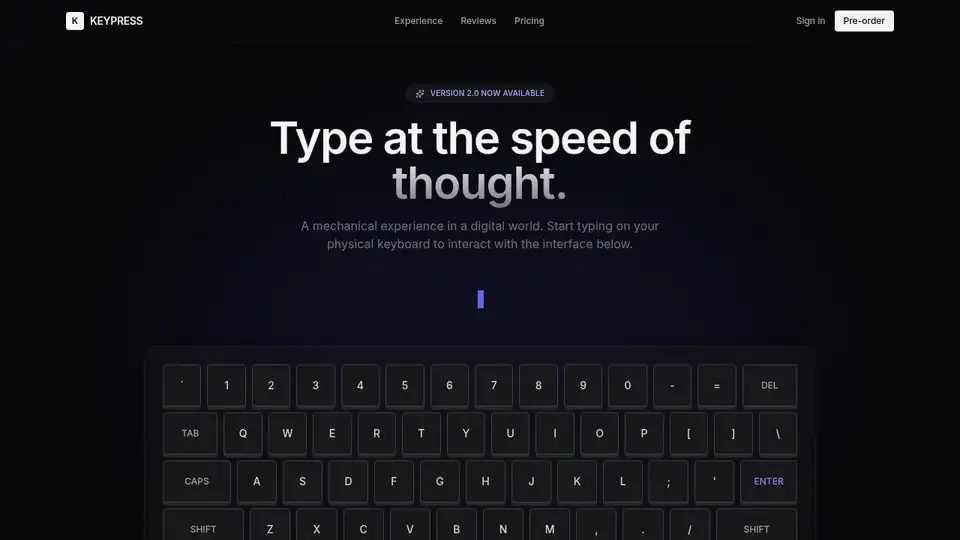 K KEYPRESS Experience Reviews Pricing Sign in Pre-order
VERSION 2.0 NOW AVAILABLE
Type at the speed of
thought.
A mechanical experience in a digital world. Start typing on your
physical keyboard to interact with the interface below.
` 1 2 3 4 5 6 7 8 9 0 - = DEL
TAB Q W E R T Y U I O P [ ] \
CAPS A S D F G H J K L ; ' ENTER
SHIFT Z X C V B N M , . / SHIFT